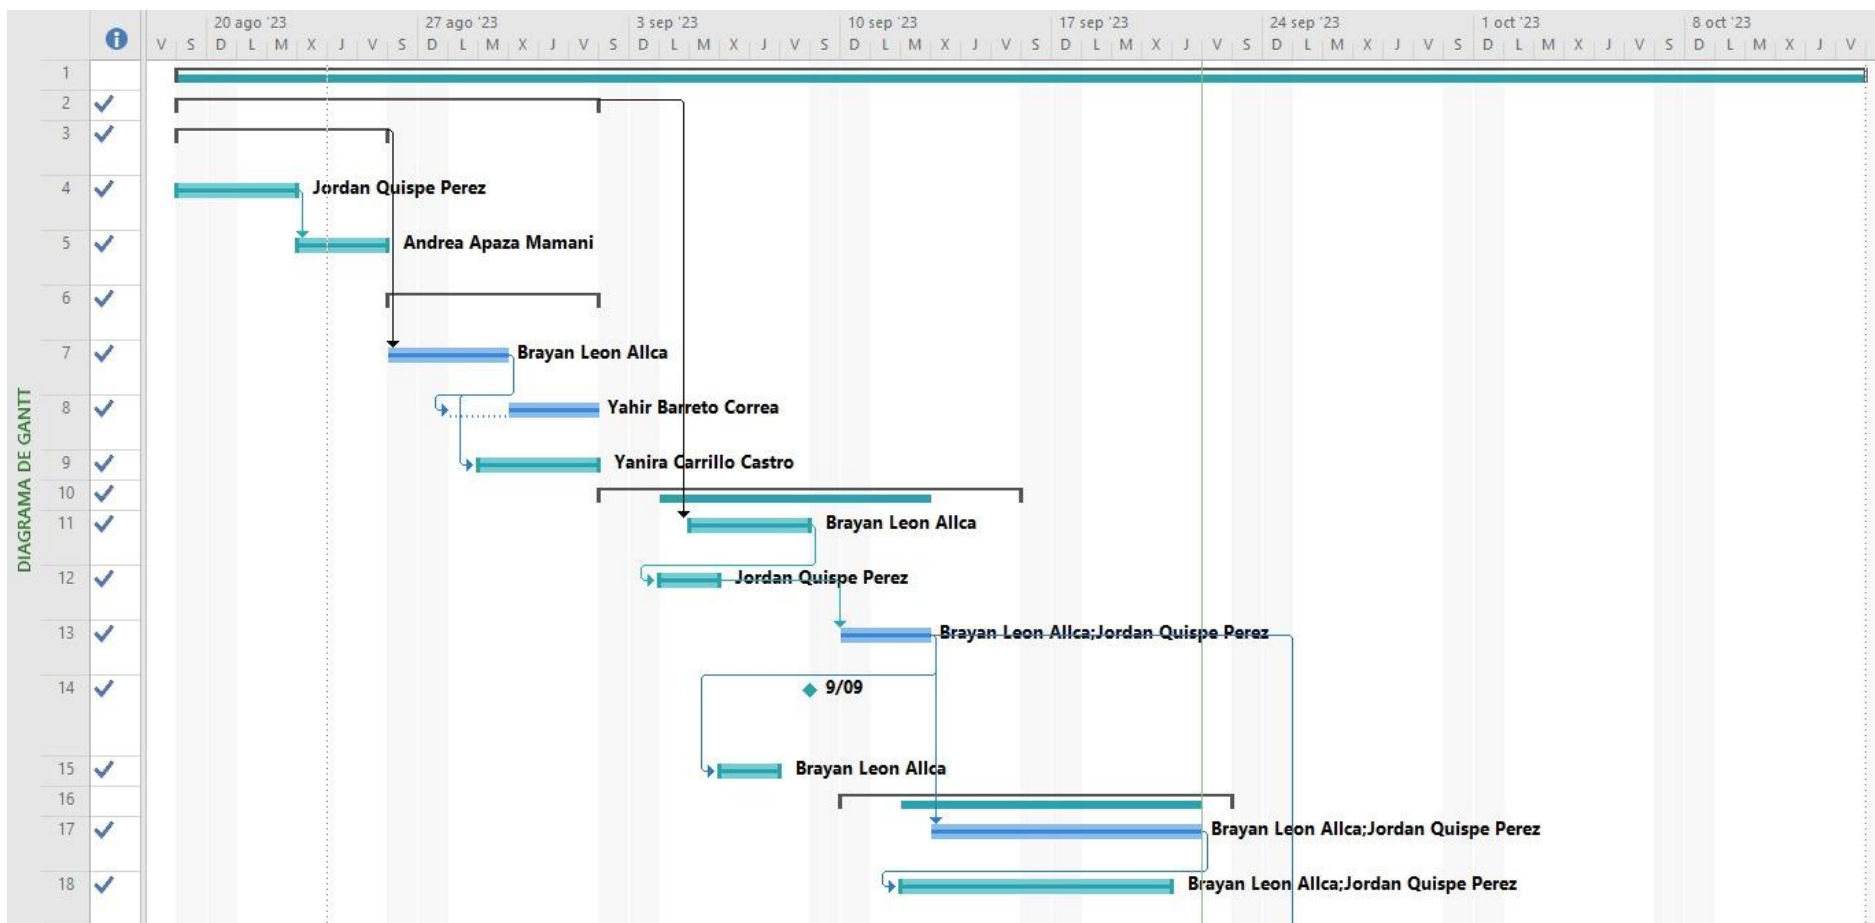 20 ago '23 27 ago '23 3 sep '23 10 sep '23 17 sep '23 24 sep '23 1 oct '23 8 oct '23
V S D L M X J V S D L M X J V S D L M X J V S D L M X J V S D L M X J V S D L M X J V S D L M X J V S D L M X J V
DIAGRAMA DE GANTT
1
2
3
4 Jordan Quispe Perez
5 Andrea Apaza Mamani
6
7 Brayan Leon Allca
8 Yahir Barreto Correa
9 Yanira Carrillo Castro
10
11 Brayan Leon Allca
12 Jordan Quispe Perez
13 Brayan Leon Allca;Jordan Quispe Perez
14 9/09
15 Brayan Leon Allca
16
17 Brayan Leon Allca;Jordan Quispe Perez
18 Brayan Leon Allca;Jordan Quispe Perez